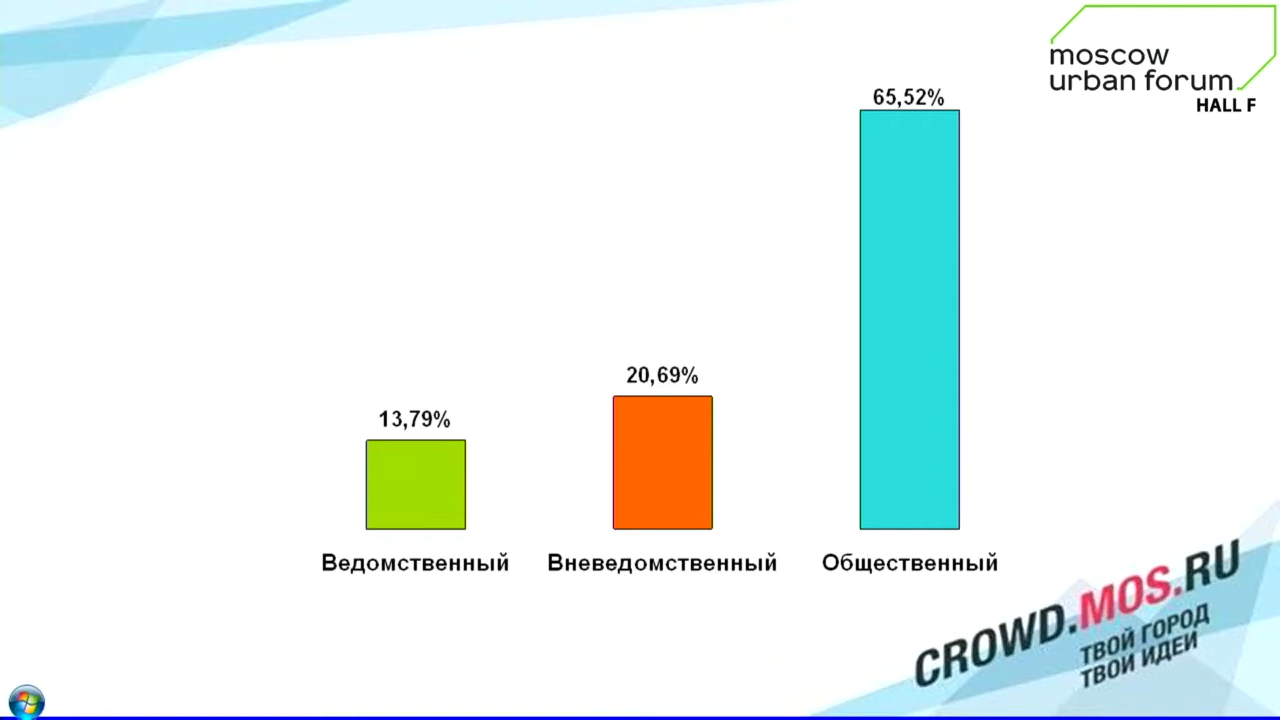 moscow
urban forum
HALL F
65,52%
20,69%
13,79%
Ведомственный Вневедомственный Общественный
CROWD.MOS.RU
ТВОЙ ГОРОД
ТВОИ ИДЕИ